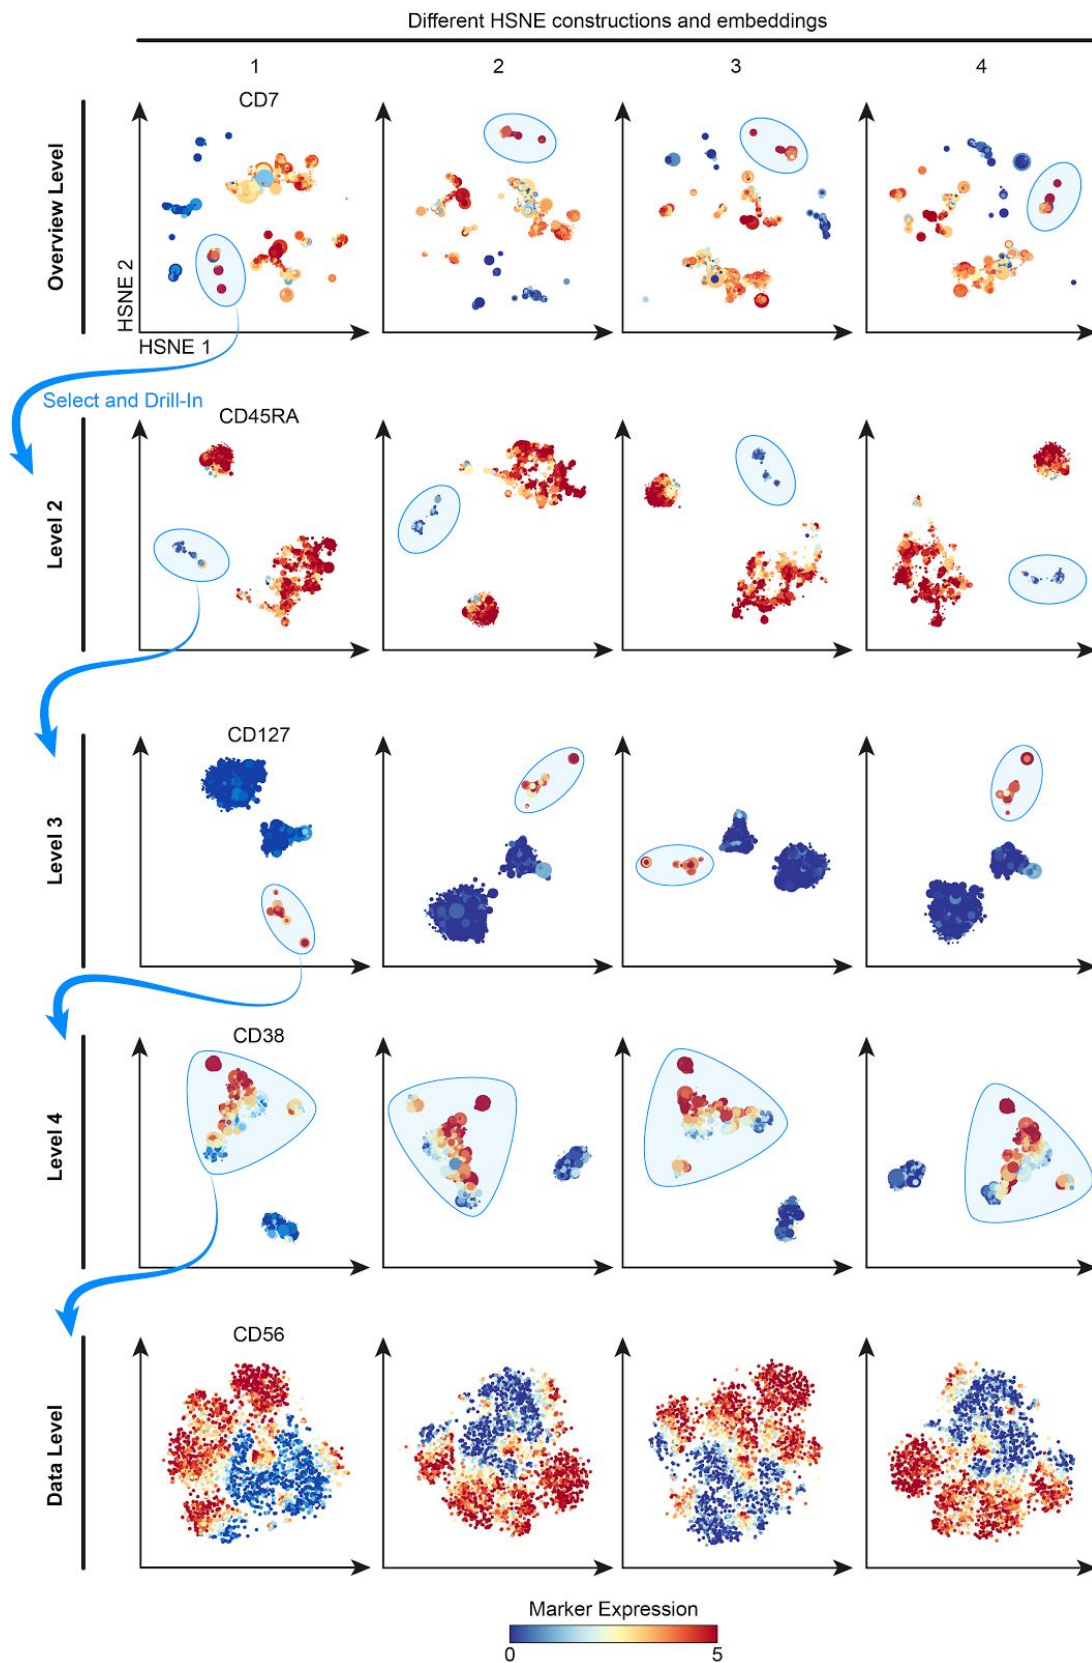 Different HSNE constructions and embeddings
1 2 3 4
CD7
Overview Level
HSNE 2
HSNE 1
Select and Drill-In
CD45RA
Level 2
CD127
Level 3
CD38
Level 4
CD56
Data Level
Marker Expression
0 5